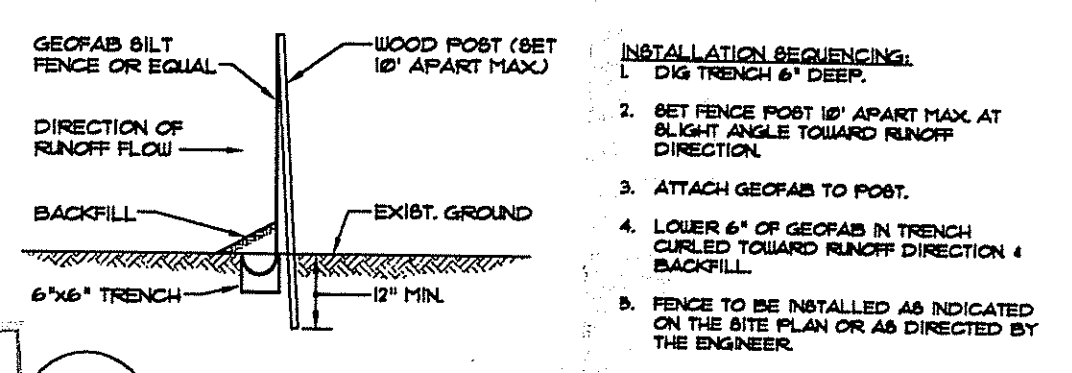 GEOFAB SILT
FENCE OR EQUAL
WOOD POST (SET
10' APART MAX.)
DIRECTION OF
RUNOFF FLOW
BACKFILL
EXIST. GROUND
6"x6" TRENCH
12" MIN.
INSTALLATION SEQUENCING:
1. DIG TRENCH 6" DEEP.
2. SET FENCE POST 10' APART MAX. AT
SLIGHT ANGLE TOWARD RUNOFF
DIRECTION.
3. ATTACH GEOFAB TO POST.
4. LOWER 6" OF GEOFAB IN TRENCH
CURLED TOWARD RUNOFF DIRECTION &
BACKFILL.
5. FENCE TO BE INSTALLED AS INDICATED
ON THE SITE PLAN OR AS DIRECTED BY
THE ENGINEER.